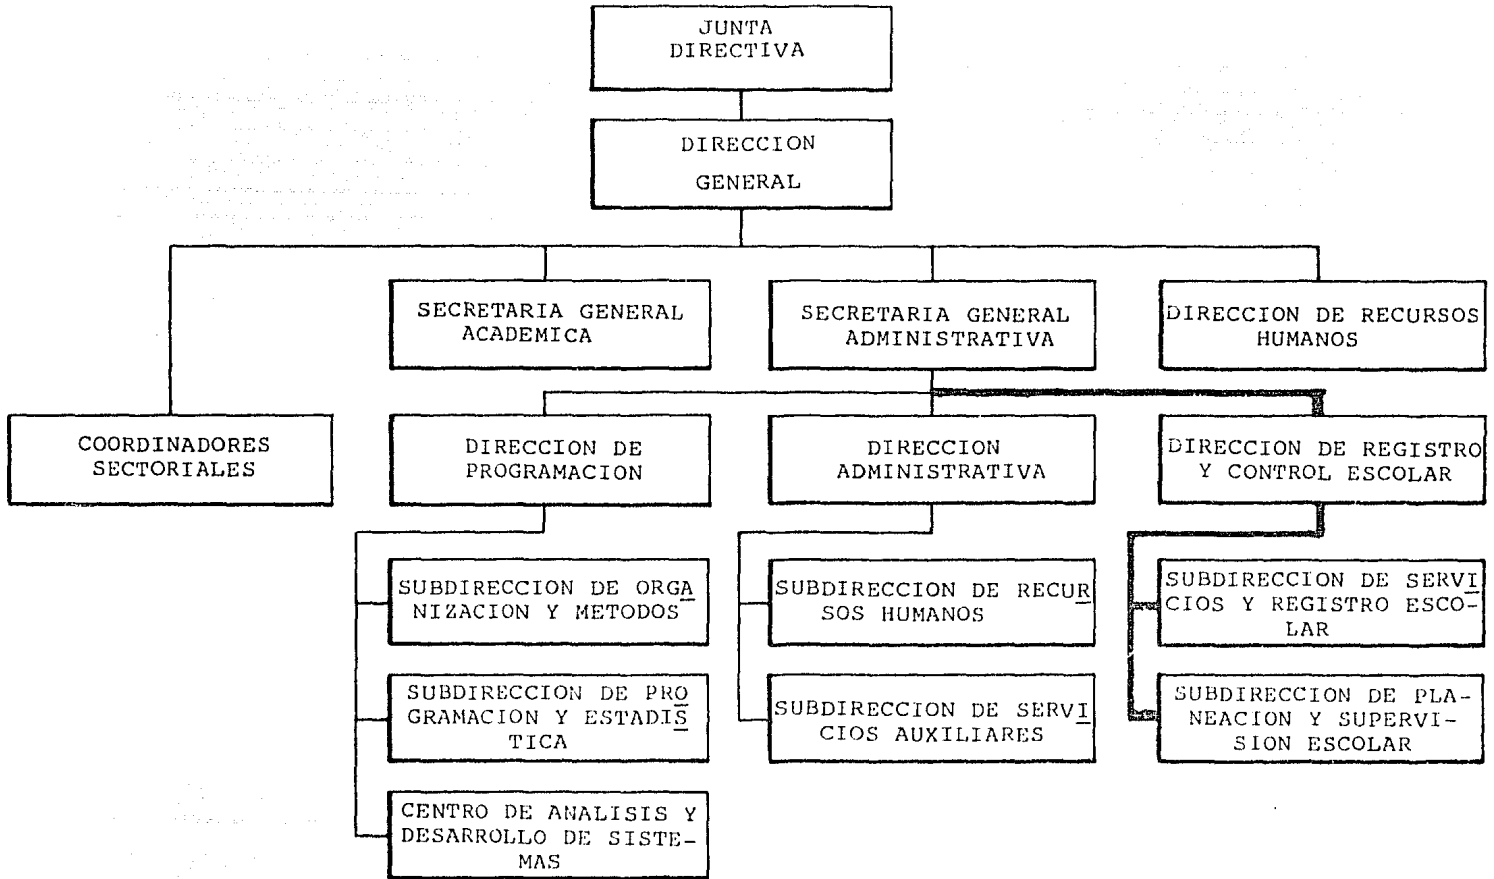 JUNTA
DIRECTIVA
DIRECCION
GENERAL
SECRETARIA GENERAL
ACADEMICA
SECRETARIA GENERAL
ADMINISTRATIVA
DIRECCION DE RECURSOS
HUMANOS
COORDINADORES
SECTORIALES
DIRECCION DE
PROGRAMACION
DIRECCION
ADMINISTRATIVA
DIRECCION DE REGISTRO
Y CONTROL ESCOLAR
SUBDIRECCION DE ORGA
NIZACION Y METODOS
SUBDIRECCION DE RECUR
SOS HUMANOS
SUBDIRECCION DE SERVI
CIOS Y REGISTRO ESCO-
LAR
SUBDIRECCION DE PRO
GRAMACION Y ESTADIS
TICA
SUBDIRECCION DE SERVI
CIOS AUXILIARES
SUBDIRECCION DE PLA-
NEACION Y SUPERVI-
SION ESCOLAR
CENTRO DE ANALISIS Y
DESARROLLO DE SISTE-
MAS